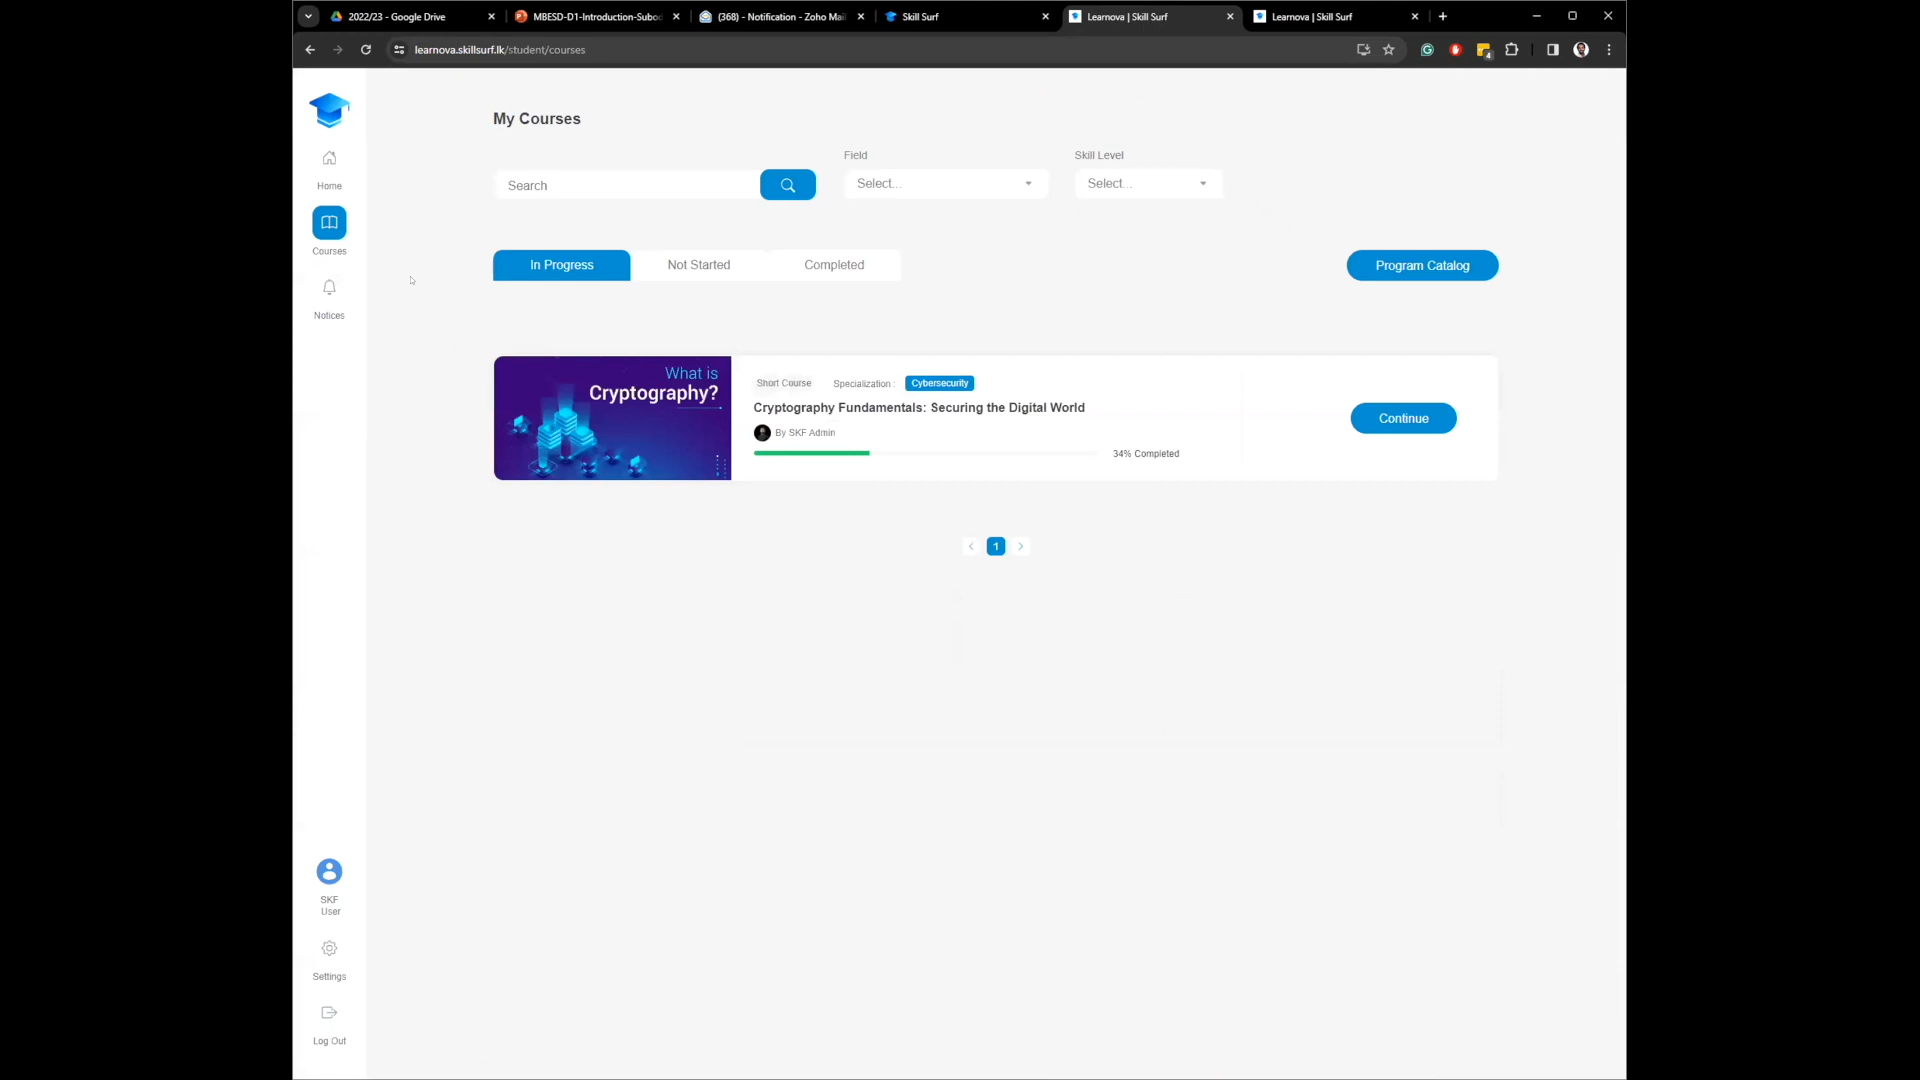 2022/23 - Google Drive
MBESD-D1-Introduction-Subod
(368) - Notification - Zoho Mail
Skill Surf
Learnova | Skill Surf
Learnova | Skill Surf
learnova.skillsurf.lk/student/courses
4
My Courses
Field
Skill Level
Search
Select...
Select...
Home
Courses
Notices
In Progress
Not Started
Completed
Program Catalog
What is
Cryptography?
Short Course
Specialization :
Cybersecurity
Cryptography Fundamentals: Securing the Digital World
By SKF Admin
34% Completed
Continue
1
SKF
User
Settings
Log Out